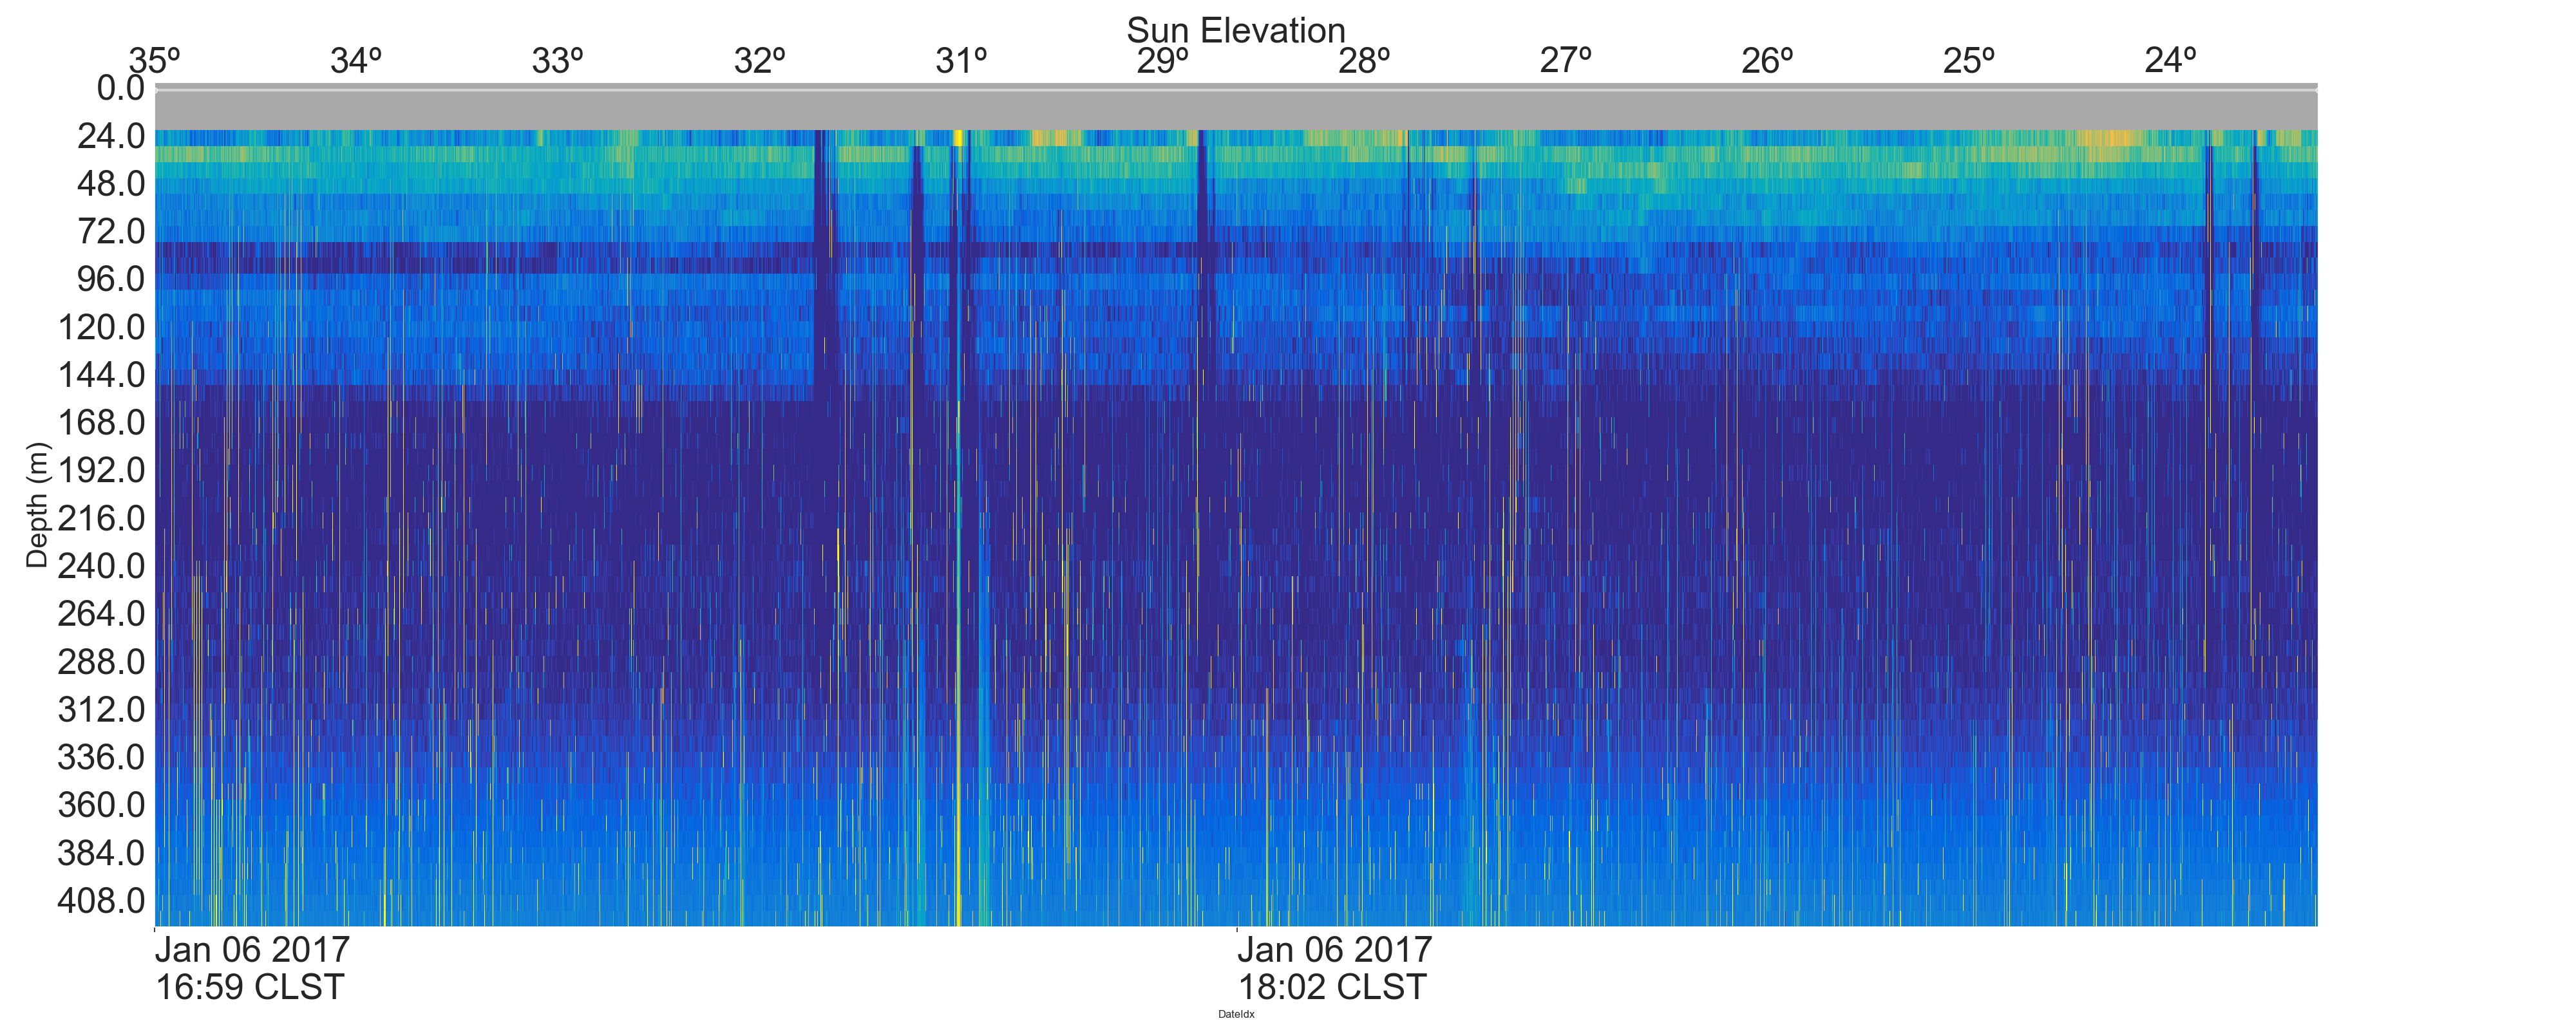 Sun Elevation
35º 34º 33º 32º 31º 29º 28º 27º 26º 25º 24º
0.0
24.0
48.0
72.0
96.0
120.0
144.0
168.0
192.0
216.0
240.0
264.0
288.0
312.0
336.0
360.0
384.0
408.0
Depth (m)
Jan 06 2017
16:59 CLST
Jan 06 2017
18:02 CLST
DateIdx